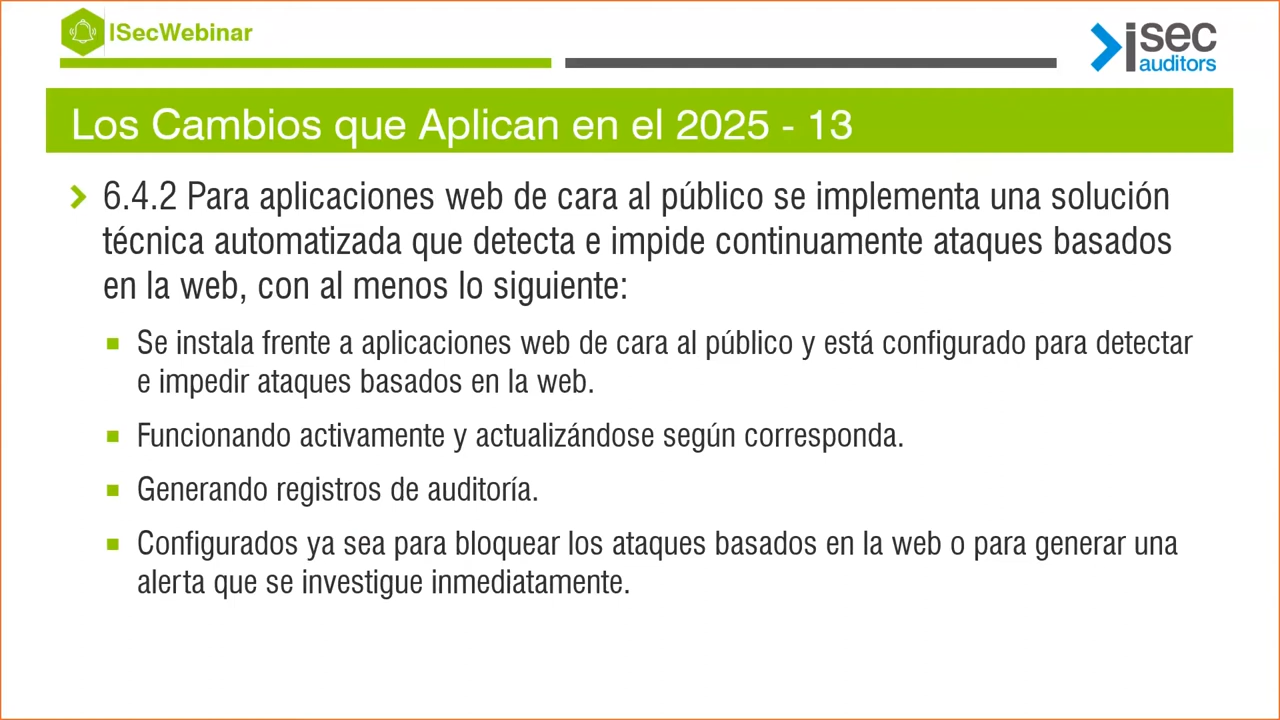 ISecWebinar
isec
auditors
Los Cambios que Aplican en el 2025 - 13
6.4.2 Para aplicaciones web de cara al público se implementa una solución
técnica automatizada que detecta e impide continuamente ataques basados
en la web, con al menos lo siguiente:
Se instala frente a aplicaciones web de cara al público y está configurado para detectar
e impedir ataques basados en la web.
Funcionando activamente y actualizándose según corresponda.
Generando registros de auditoría.
Configurados ya sea para bloquear los ataques basados en la web o para generar una
alerta que se investigue inmediatamente.